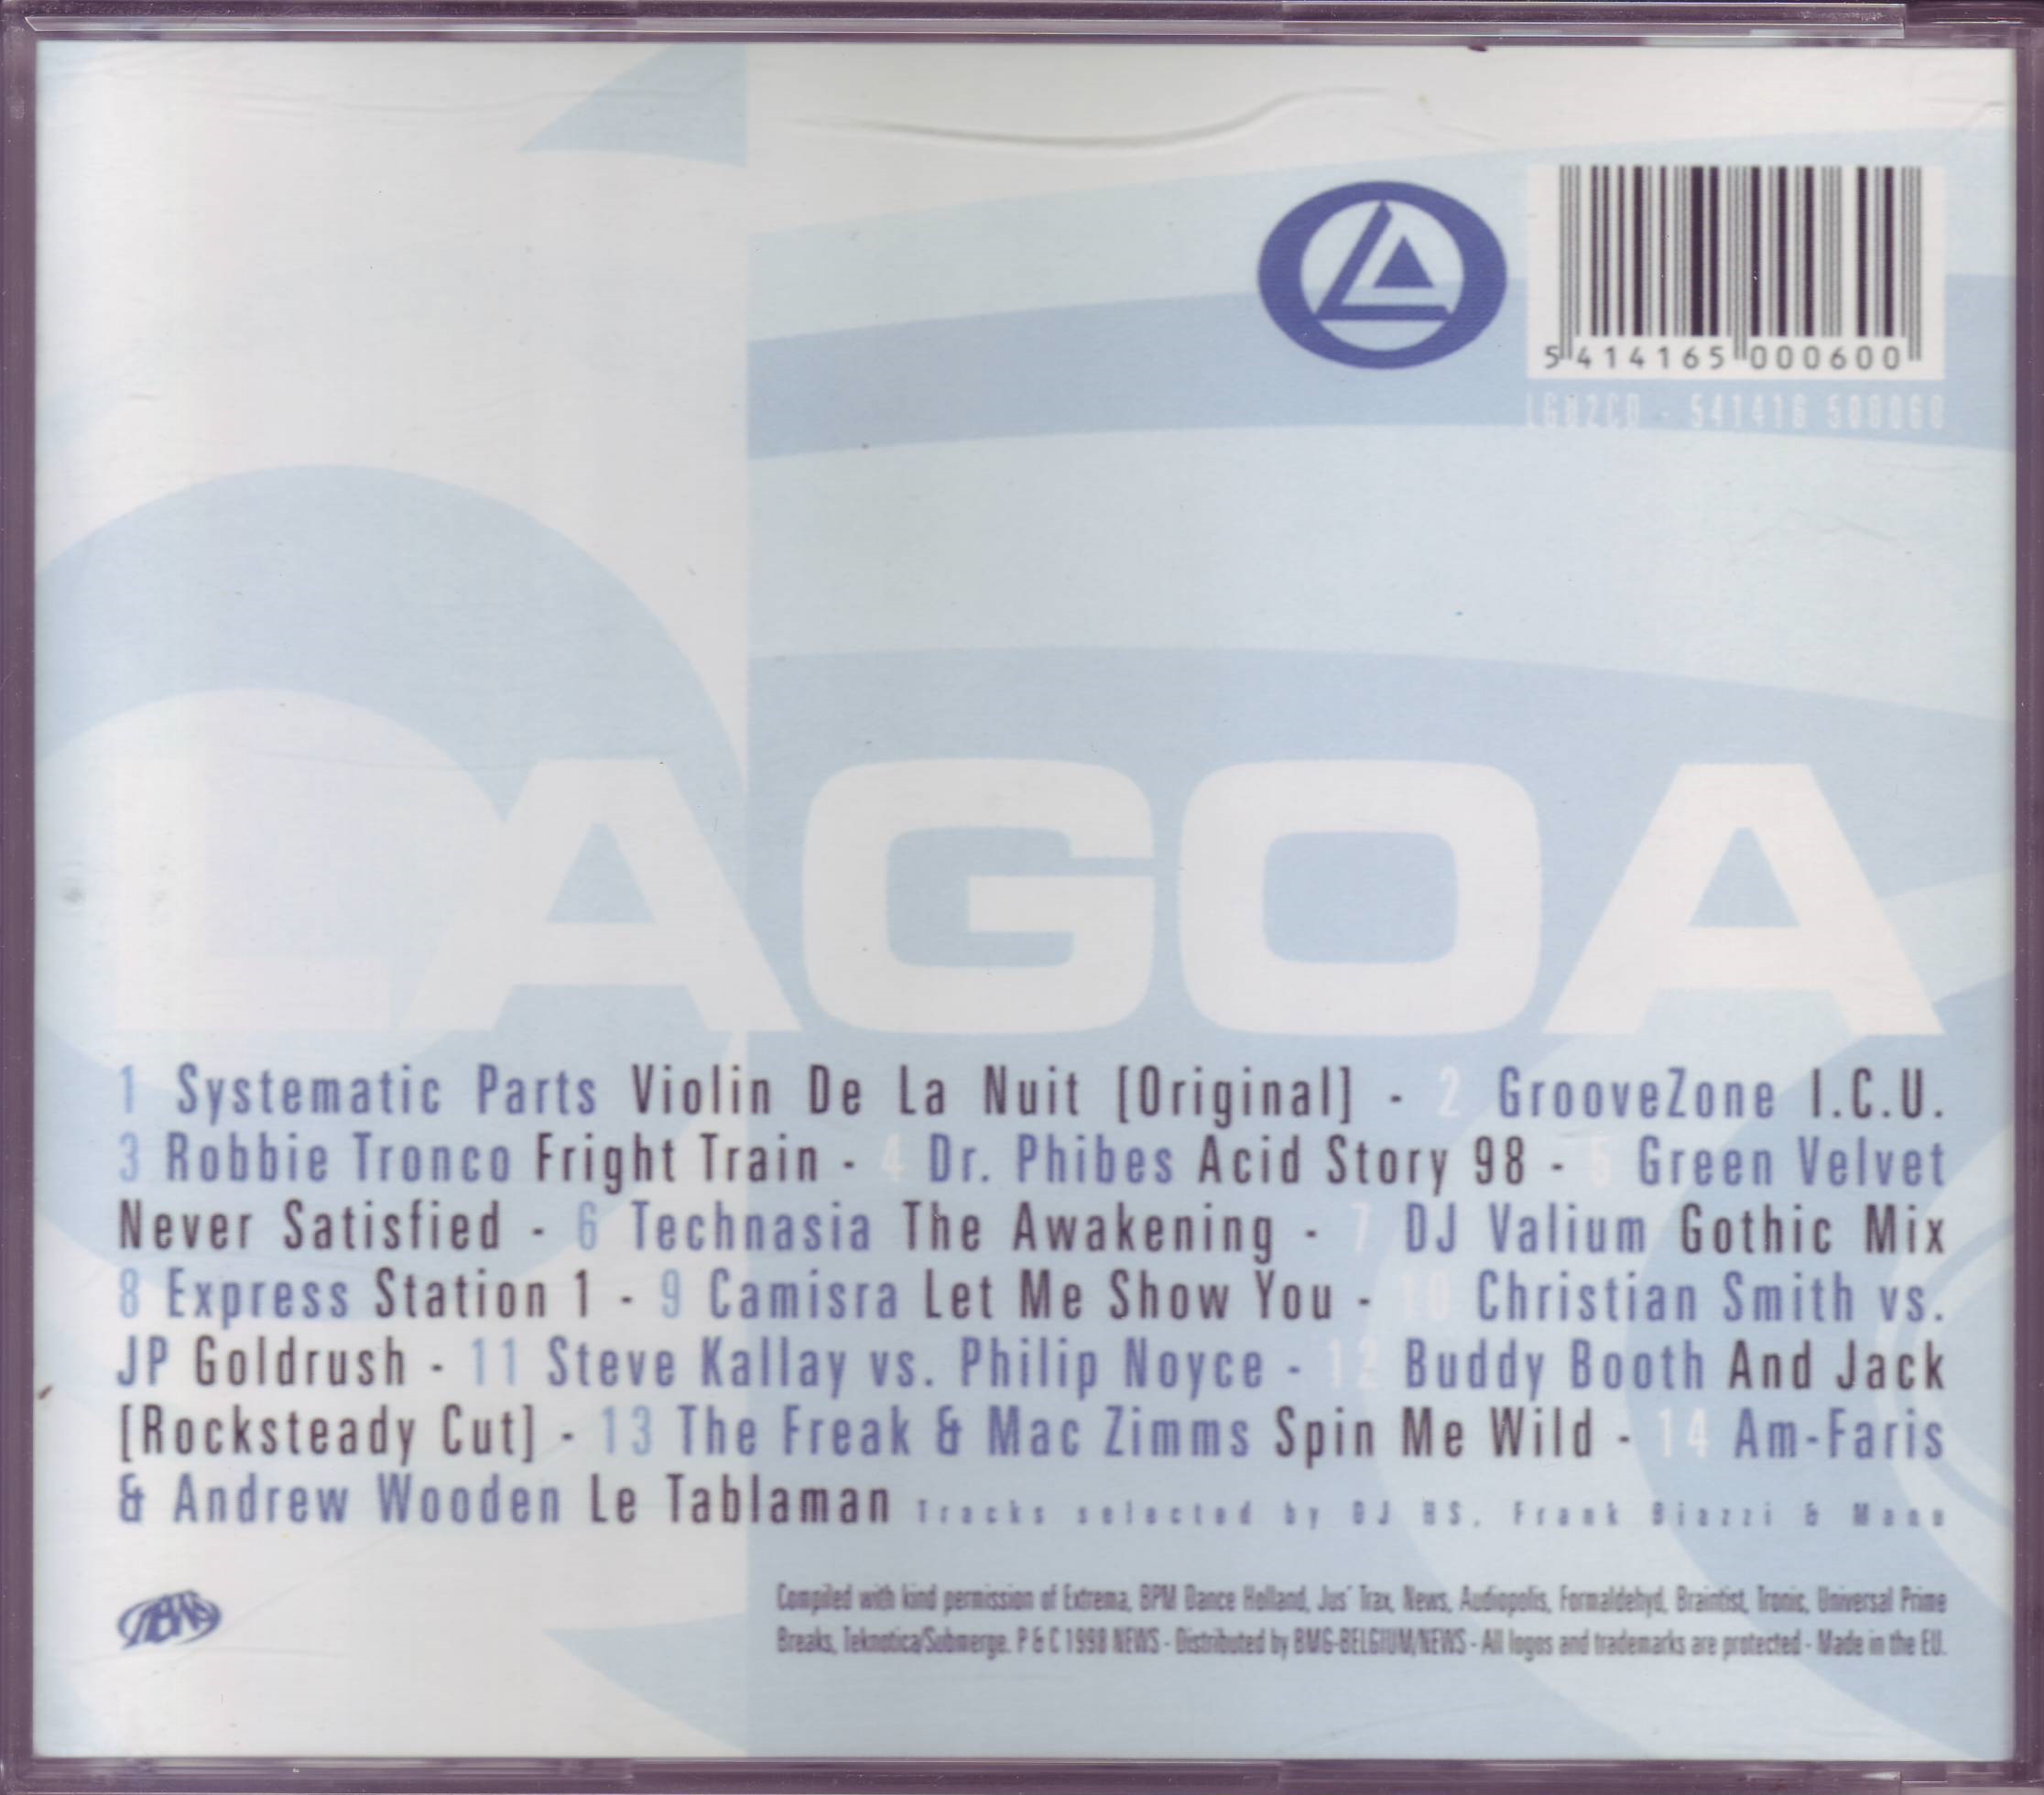 5 414165 000600
LG02CD - 541416 500060
LAGOA
1 Systematic Parts Violin De La Nuit [Original] - 2 GrooveZone I.C.U.
3 Robbie Tronco Fright Train - 4 Dr. Phibes Acid Story 98 - 5 Green Velvet
Never Satisfied - 6 Technasia The Awakening - 7 DJ Valium Gothic Mix
8 Express Station 1 - 9 Camisra Let Me Show You - 10 Christian Smith vs.
JP Goldrush - 11 Steve Kallay vs. Philip Noyce - 12 Buddy Booth And Jack
[Rocksteady Cut] - 13 The Freak & Mac Zimms Spin Me Wild - 14 Am-Faris
& Andrew Wooden Le Tablaman Tracks selected by DJ HS, Frank Biazzi & Manu
NEWS
Compiled with kind permission of Extrema, BPM Dance Holland, Jus' Trax, News, Audiopolis, Formaldehyd, Braintist, Tronic, Universal Prime
Breaks, Teknotica/Submerge. P & C 1998 NEWS - Distributed by BMG-BELGIUM/NEWS - All logos and trademarks are protected - Made in the EU.